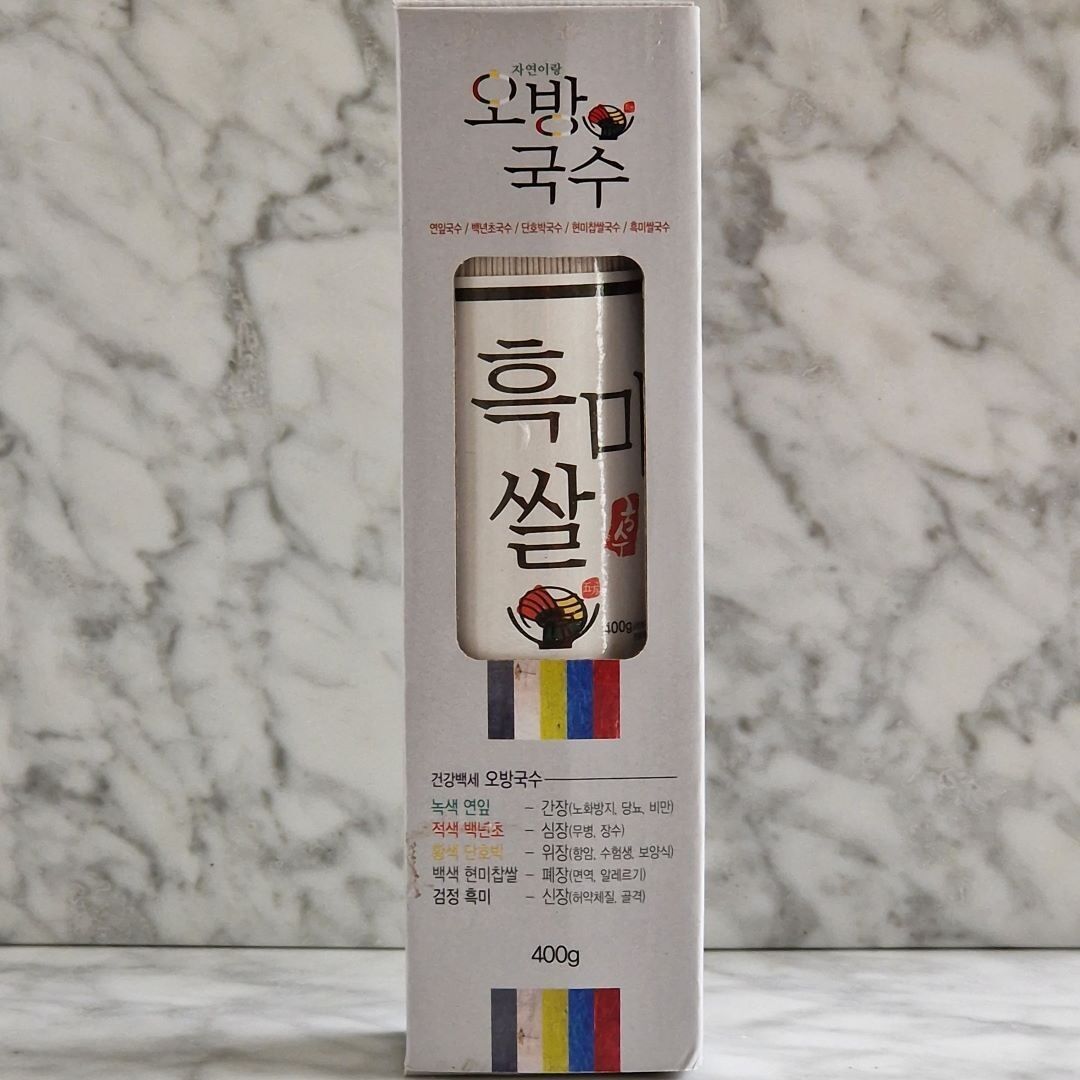 자연이랑
오방
국수
연잎국수 / 백년초국수 / 단호박국수 / 현미찹쌀국수 / 흑미쌀국수
흑미
쌀
국수
五方
400g
건강백세 오방국수
녹색 연잎 - 간장(노화방지, 당뇨, 비만)
적색 백년초 - 심장(무병, 장수)
황색 단호박 - 위장(항암, 수험생, 보양식)
백색 현미찹쌀 - 폐장(면역, 알레르기)
검정 흑미 - 신장(허약체질, 골격)
400g